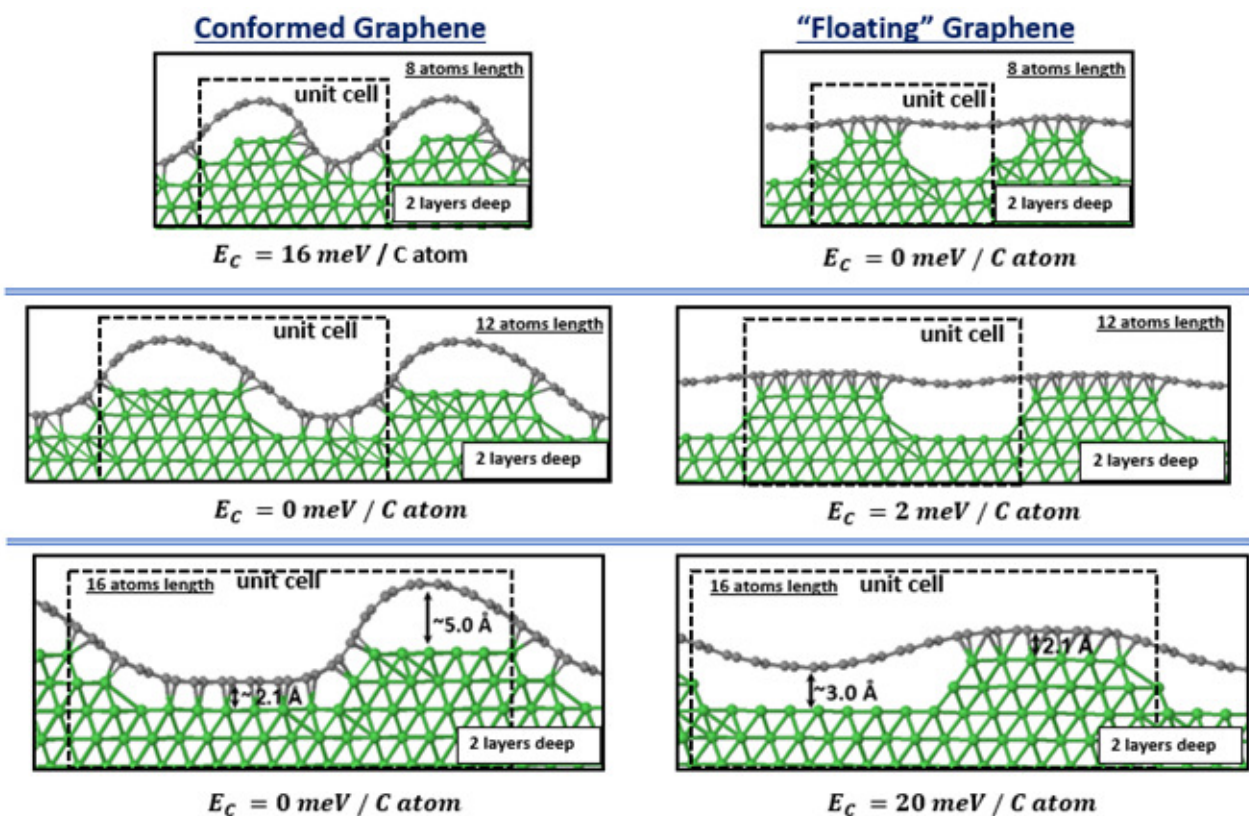 Conformed Graphene
“Floating” Graphene
8 atoms length
unit cell
2 layers deep
E_C = 16 meV / C atom
8 atoms length
unit cell
2 layers deep
E_C = 0 meV / C atom
12 atoms length
unit cell
2 layers deep
E_C = 0 meV / C atom
12 atoms length
unit cell
2 layers deep
E_C = 2 meV / C atom
16 atoms length
unit cell
~5.0 Å
~2.1 Å
2 layers deep
E_C = 0 meV / C atom
16 atoms length
unit cell
2.1 Å
~3.0 Å
2 layers deep
E_C = 20 meV / C atom